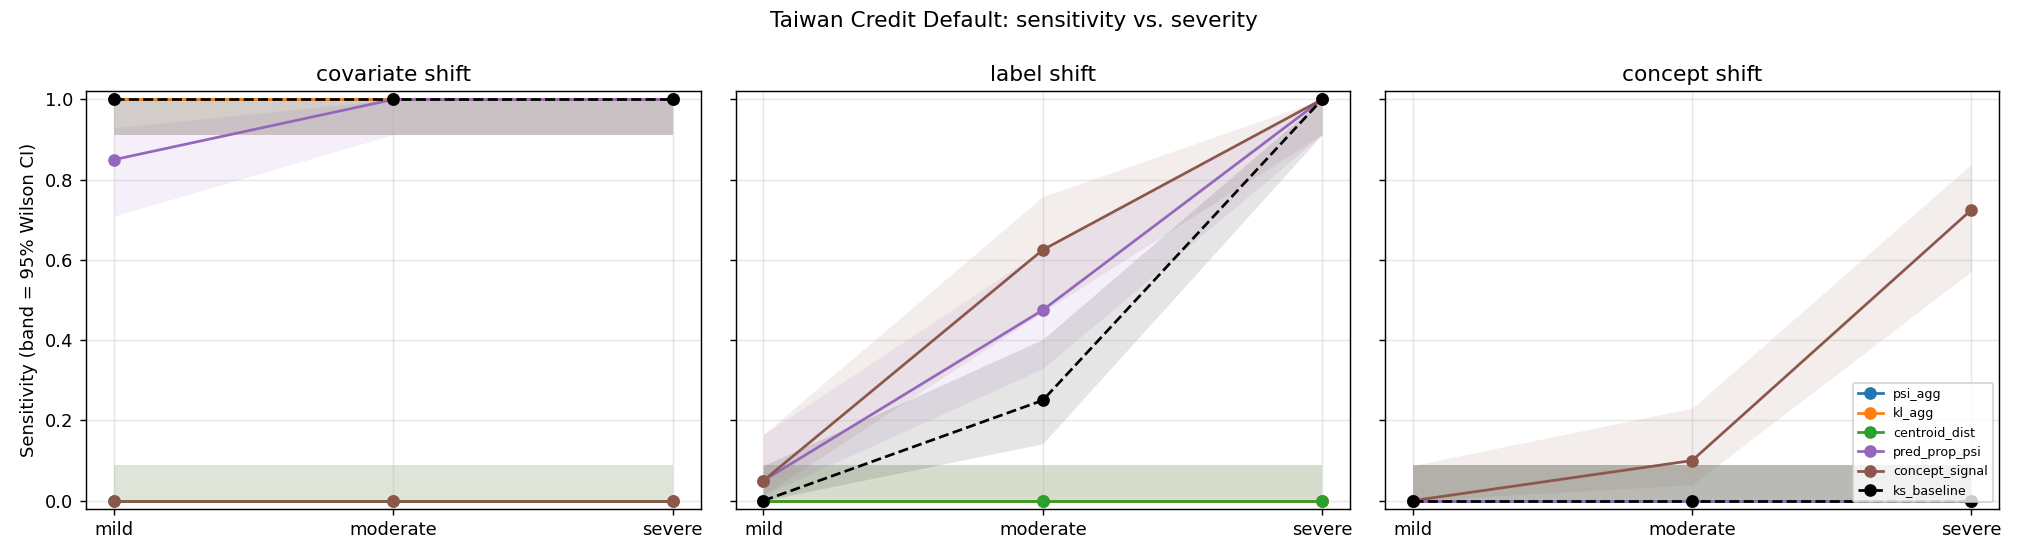 Taiwan Credit Default: sensitivity vs. severity
covariate shift
label shift
concept shift
Sensitivity (band = 95% Wilson CI)
1.0
0.8
0.6
0.4
0.2
0.0
mild
moderate
severe
mild
moderate
severe
mild
moderate
severe
psi_agg
kl_agg
centroid_dist
pred_prop_psi
concept_signal
ks_baseline